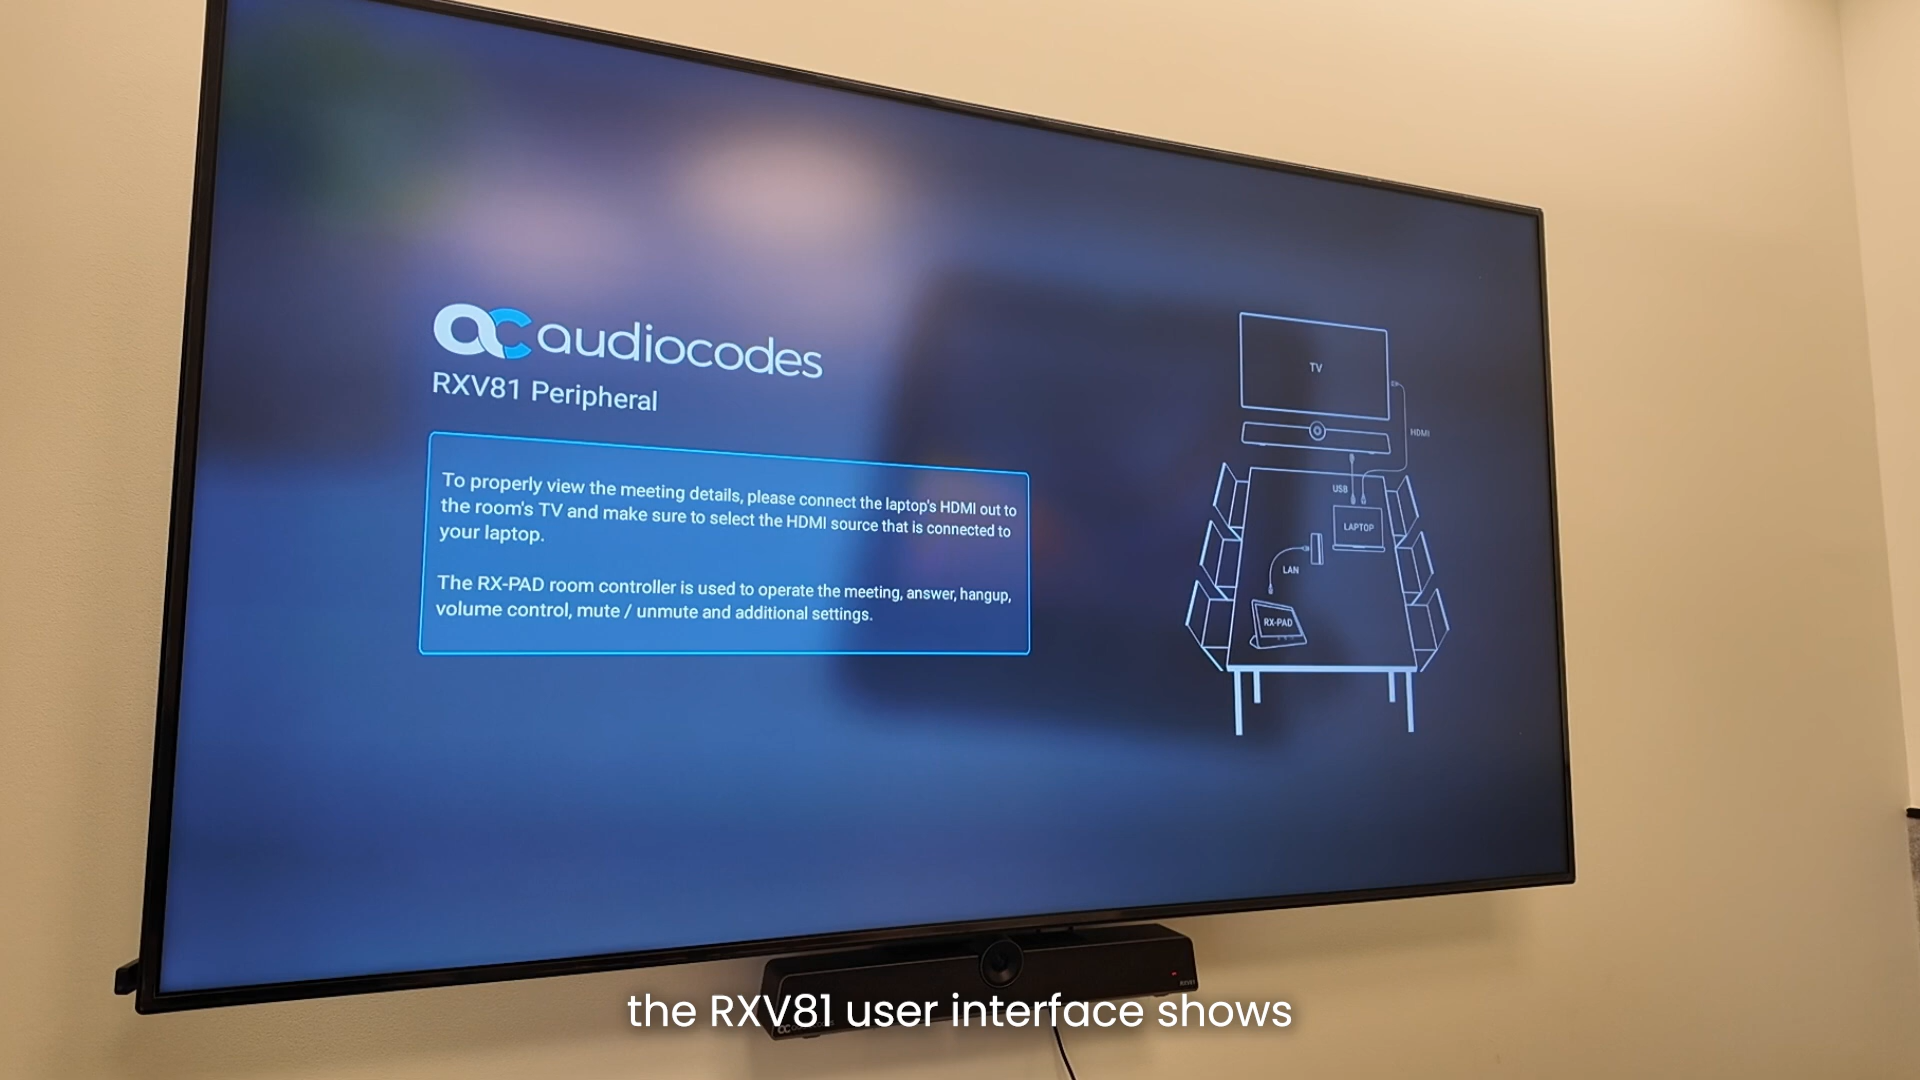 audiocodes
RXV81 Peripheral
To properly view the meeting details, please connect the laptop's HDMI out to
the room's TV and make sure to select the HDMI source that is connected to
your laptop.
The RX-PAD room controller is used to operate the meeting, answer, hangup,
volume control, mute / unmute and additional settings.
TV
HDMI
USB
LAPTOP
LAN
RX-PAD
RXV81
the RXV81 user interface shows